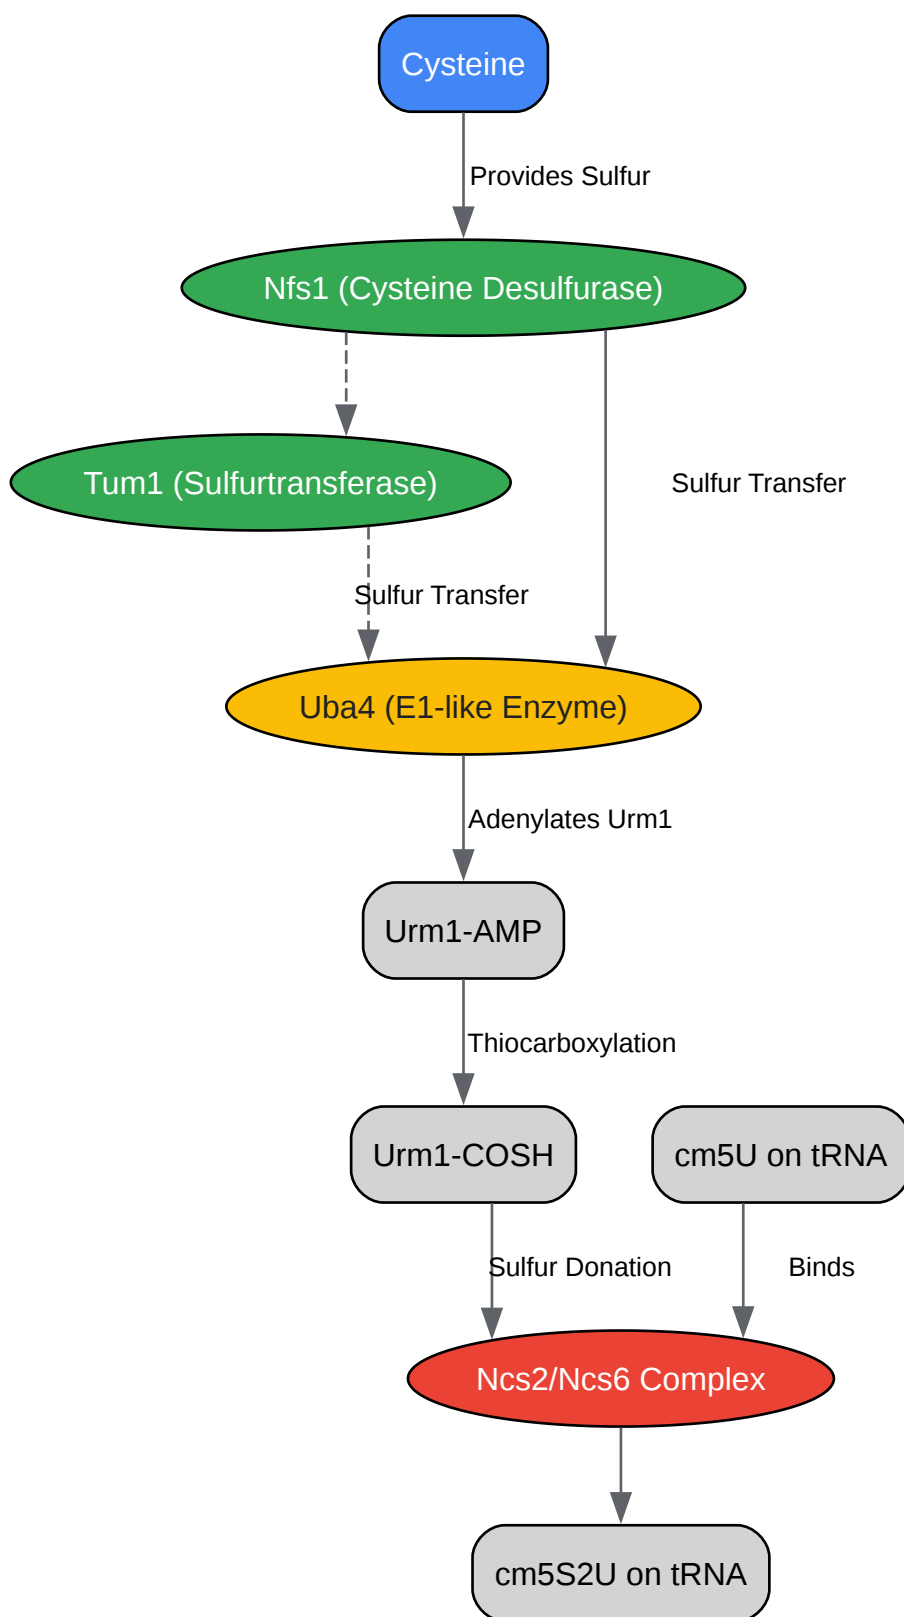 Cysteine
Provides Sulfur
Nfs1 (Cysteine Desulfurase)
Tum1 (Sulfurtransferase)
Sulfur Transfer
Sulfur Transfer
Uba4 (E1-like Enzyme)
Adenylates Urm1
Urm1-AMP
Thiocarboxylation
Urm1-COSH
cm5U on tRNA
Sulfur Donation
Binds
Ncs2/Ncs6 Complex
cm5S2U on tRNA